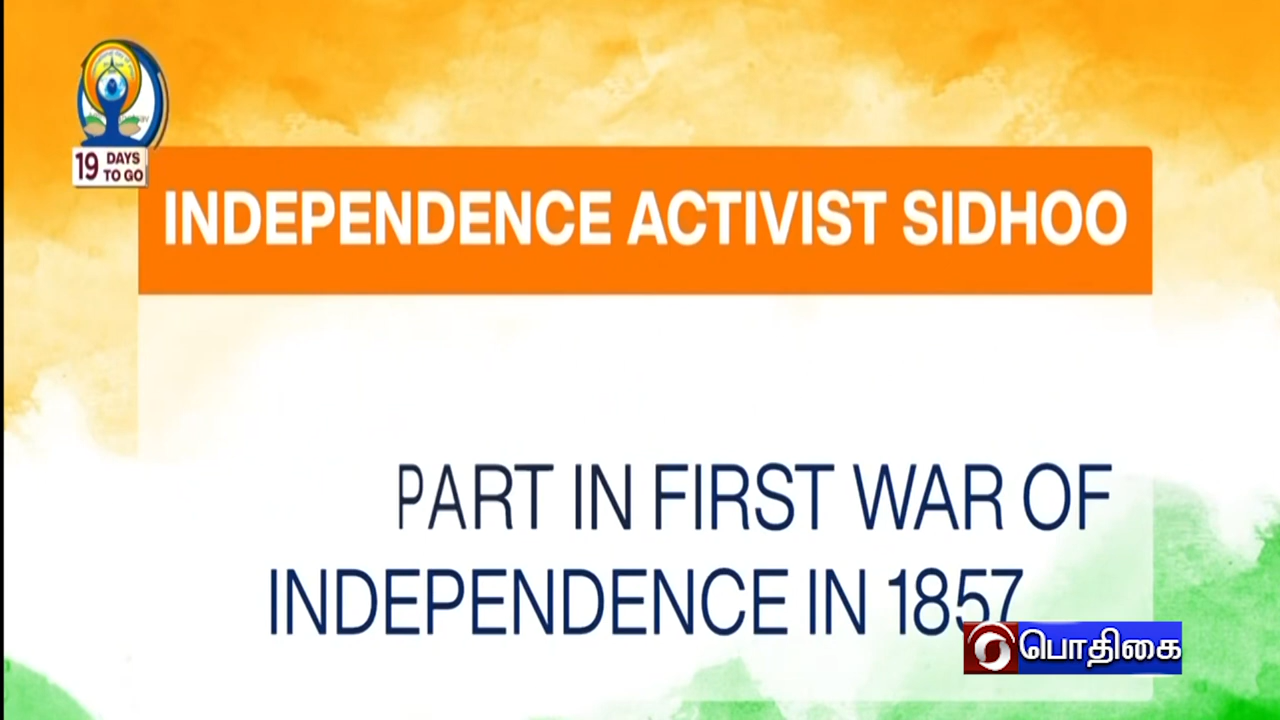 19 DAYS
TO GO
INDEPENDENCE ACTIVIST SIDHOO
PART IN FIRST WAR OF
INDEPENDENCE IN 1857
பொதிகை